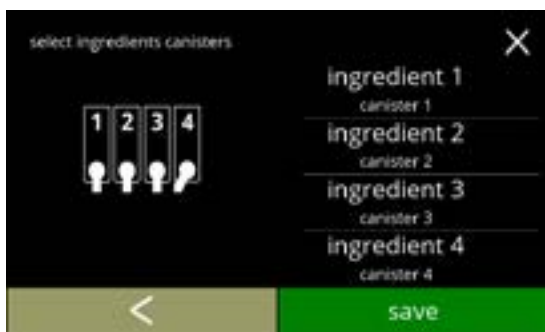 select ingredients canisters
1 2 3 4
ingredient 1
canister 1
ingredient 2
canister 2
ingredient 3
canister 3
ingredient 4
canister 4
save